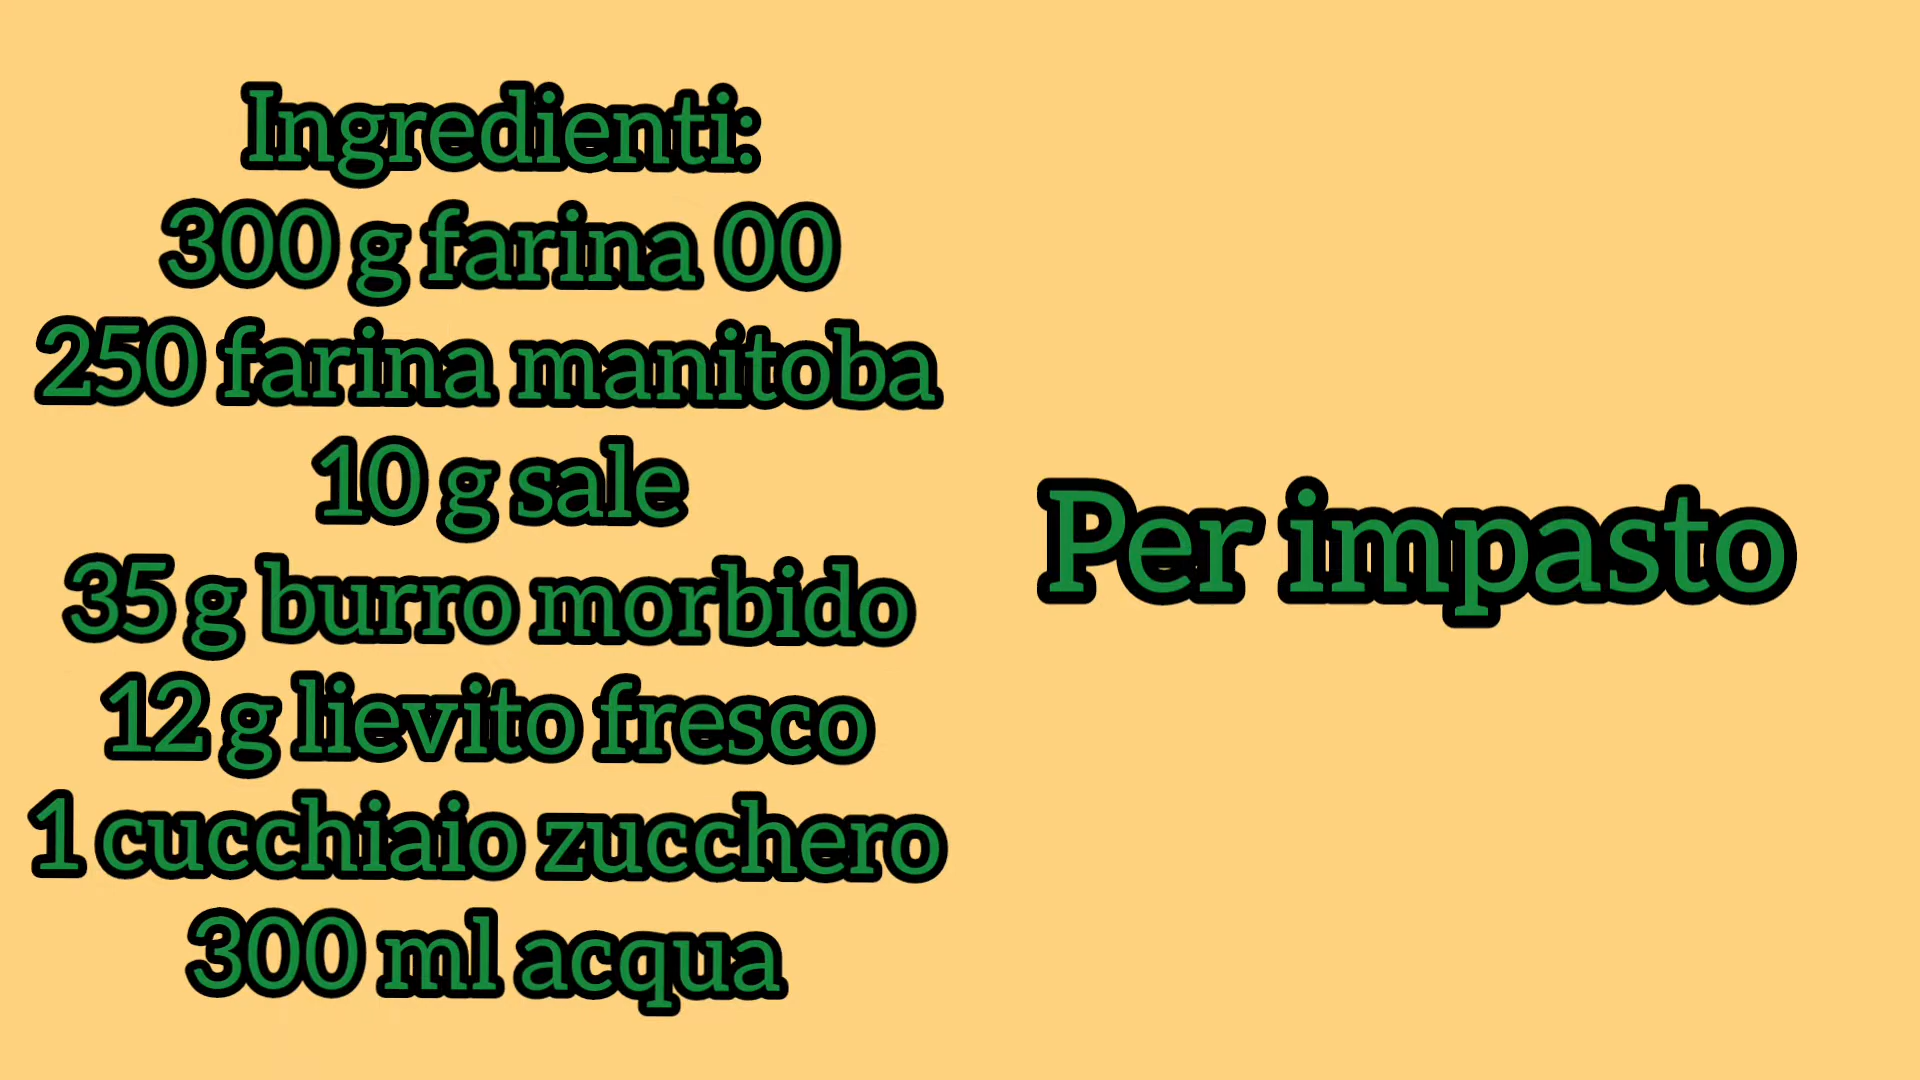 Ingredienti:
300 g farina 00
250 farina manitoba
10 g sale
35 g burro morbido
12 g lievito fresco
1 cucchiaio zucchero
300 ml acqua
Per impasto